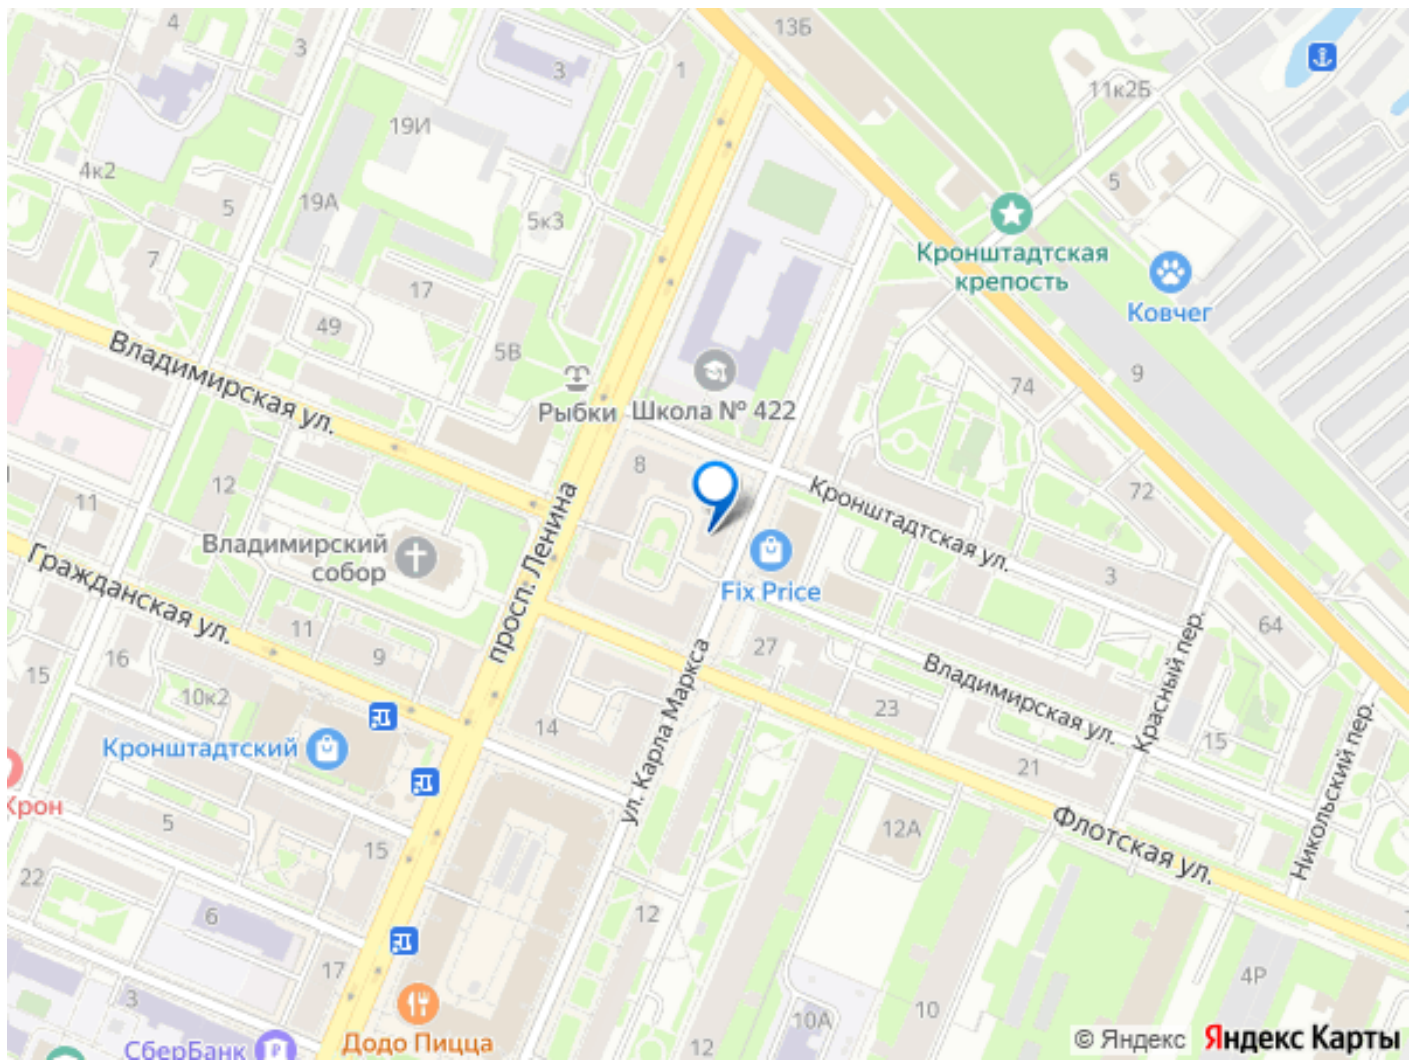 13Б
4
3
3
1
11к2Б
19И
4к2
5
19А
5
5к3
Кронштадтская
крепость
7
17
Ковчег
49
5В
9
Владимирская ул.
74
Рыбки
Школа № 422
8
12
11
72
Кронштадтская ул.
просп. Ленина
Владимирский
собор
Гражданская ул.
Fix Price
3
11
9
27
64
15
16
10к2
ул. Карла Маркса
Владимирская ул.
Красный пер.
23
14
15
Кронштадтский
21
Никольский пер.
Крон
5
15
12А
Флотская ул.
22
6
12
17
3
4Р
10
10А
Додо Пицца
СберБанк
12
© Яндекс Яндекс Карты